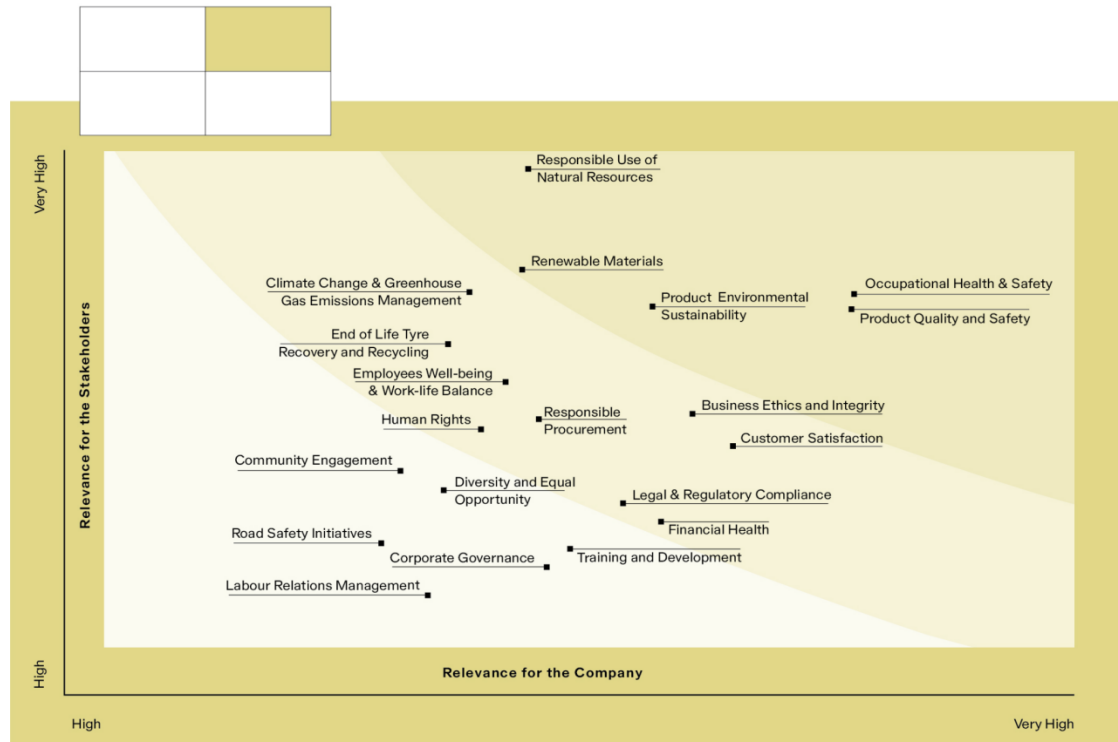 Very High
Responsible Use of
Natural Resources
Renewable Materials
Climate Change & Greenhouse
Gas Emissions Management
Occupational Health & Safety
Product Environmental
Sustainability
Product Quality and Safety
End of Life Tyre
Recovery and Recycling
Employees Well-being
& Work-life Balance
Business Ethics and Integrity
Human Rights
Responsible
Procurement
Customer Satisfaction
Community Engagement
Diversity and Equal
Opportunity
Legal & Regulatory Compliance
Financial Health
Road Safety Initiatives
Corporate Governance
Training and Development
Labour Relations Management
Relevance for the Stakeholders
High
Relevance for the Company
High
Very High